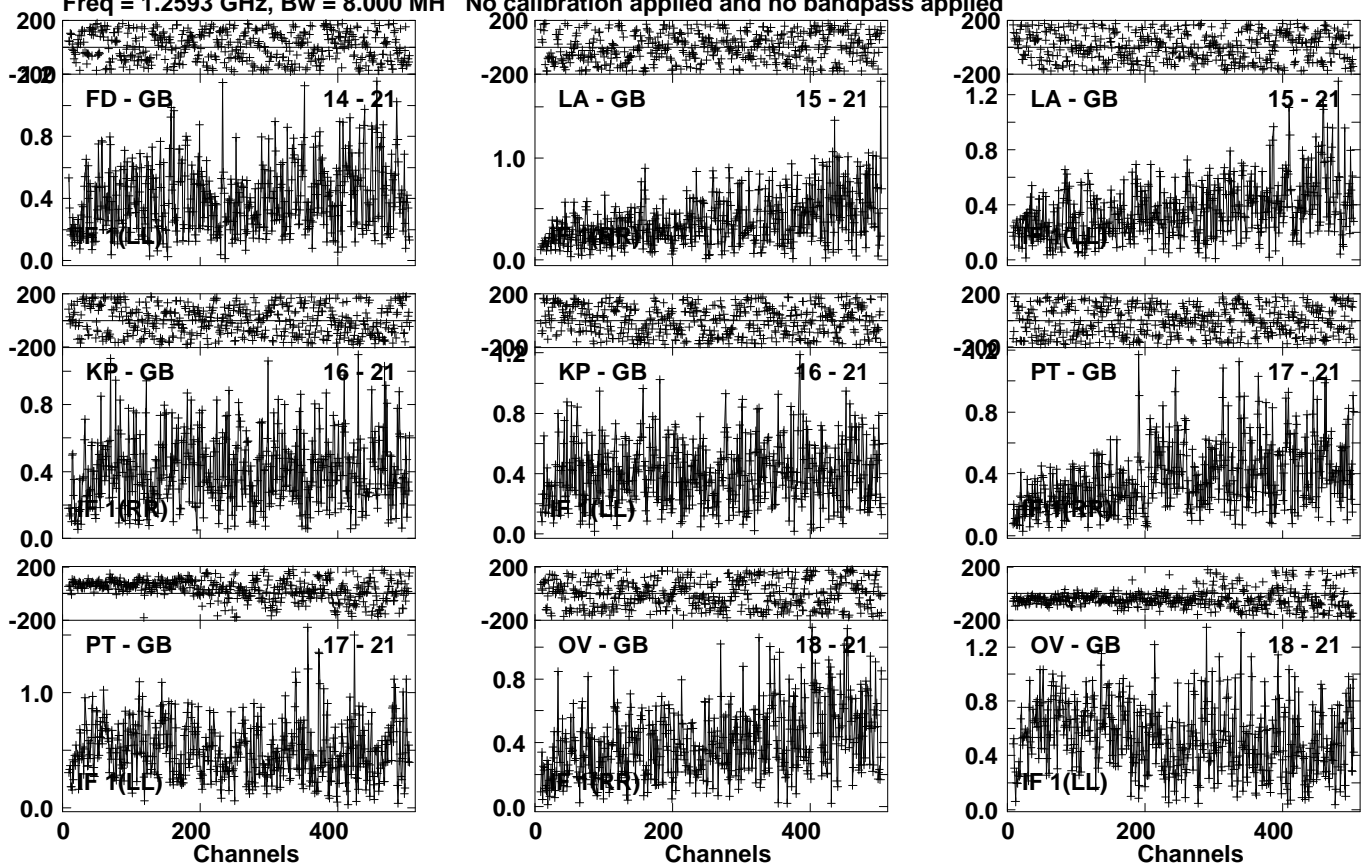 Freq = 1.2593 GHz, Bw = 8.000 MH No calibration applied and no bandpass applied
200 200 200
-200 -200 -200
FD - GB 14 - 21 LA - GB 15 - 21 LA - GB 15 - 21
1.2
0.8 1.0 0.8
0.4 0.4
IF 1(LL) IF 1(RR) IF 1(LL)
0.0 0.0 0.0
200 200 200
-200 -200 -200
1.2 1.2
KP - GB 16 - 21 KP - GB 16 - 21 PT - GB 17 - 21
0.8 0.8 0.8
0.4 0.4 0.4
IF 1(RR) IF 1(LL) IF 1(RR)
0.0 0.0 0.0
200 200 200
-200 -200 -200
PT - GB 17 - 21 OV - GB 18 - 21 OV - GB 18 - 21
1.2
1.0 0.8 0.8
0.4 0.4
IF 1(LL) IF 1(RR) IF 1(LL)
0.0 0.0 0.0
0 200 400 0 200 400 0 200 400
Channels Channels Channels